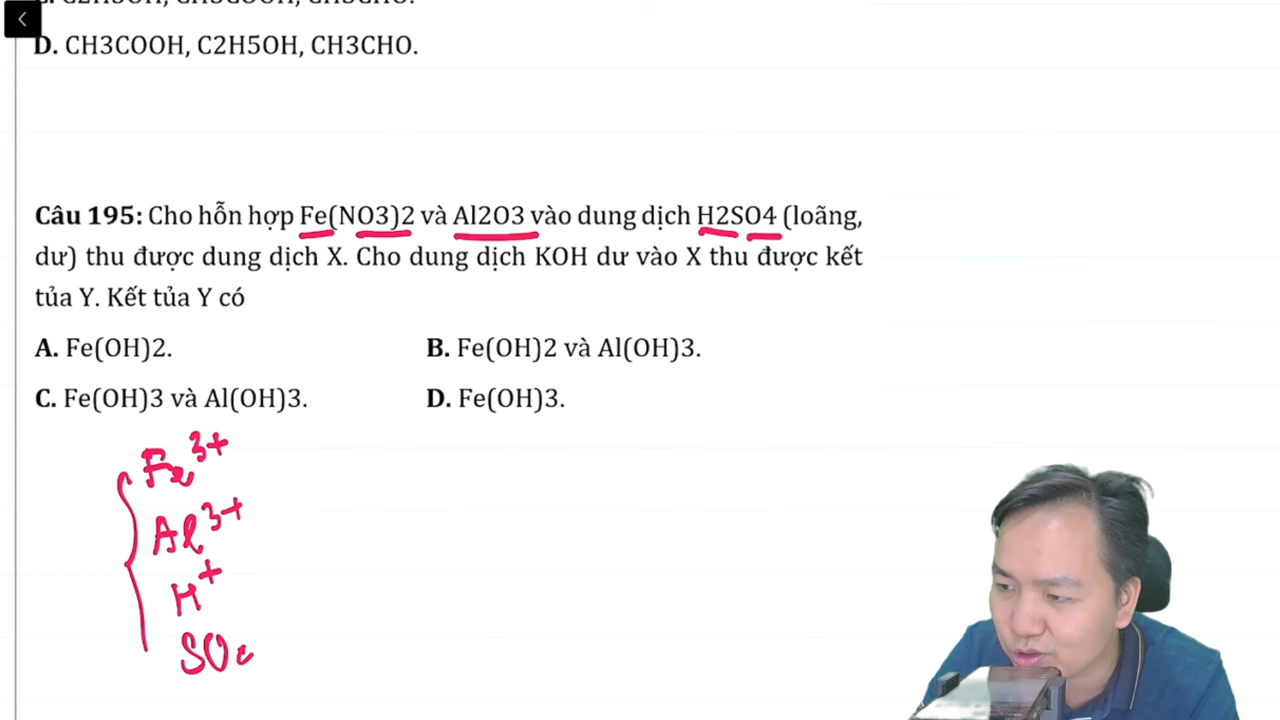 D. CH3COOH, C2H5OH, CH3CHO.
Câu 195: Cho hỗn hợp Fe(NO3)2 và Al2O3 vào dung dịch H2SO4 (loãng,
dư) thu được dung dịch X. Cho dung dịch KOH dư vào X thu được kết
tủa Y. Kết tủa Y có
A. Fe(OH)2. B. Fe(OH)2 và Al(OH)3.
C. Fe(OH)3 và Al(OH)3. D. Fe(OH)3.
Fe3+
Al3+
H+
SO